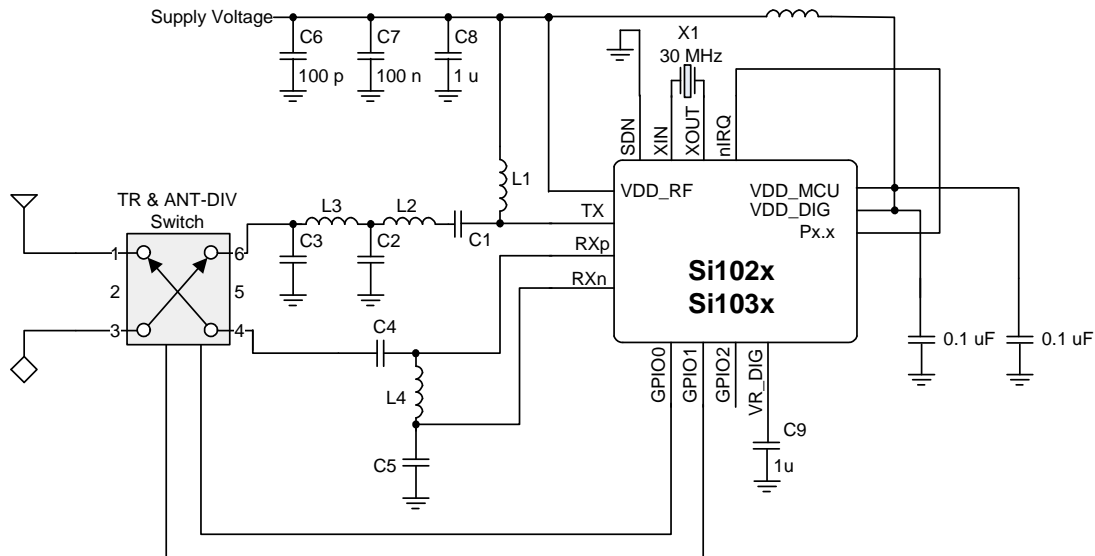 Supply Voltage
C6
100 p
C7
100 n
C8
1 u
X1
30 MHz
SDN
XIN
XOUT
nIRQ
L1
VDD_RF
VDD_MCU
VDD_DIG
Px.x
TX
RXp
RXn
Si102x
Si103x
TR & ANT-DIV
Switch
L3
L2
C3
C2
C1
1
2
3
6
5
4
C4
L4
C5
GPIO0
GPIO1
GPIO2
VR_DIG
C9
1u
0.1 uF
0.1 uF